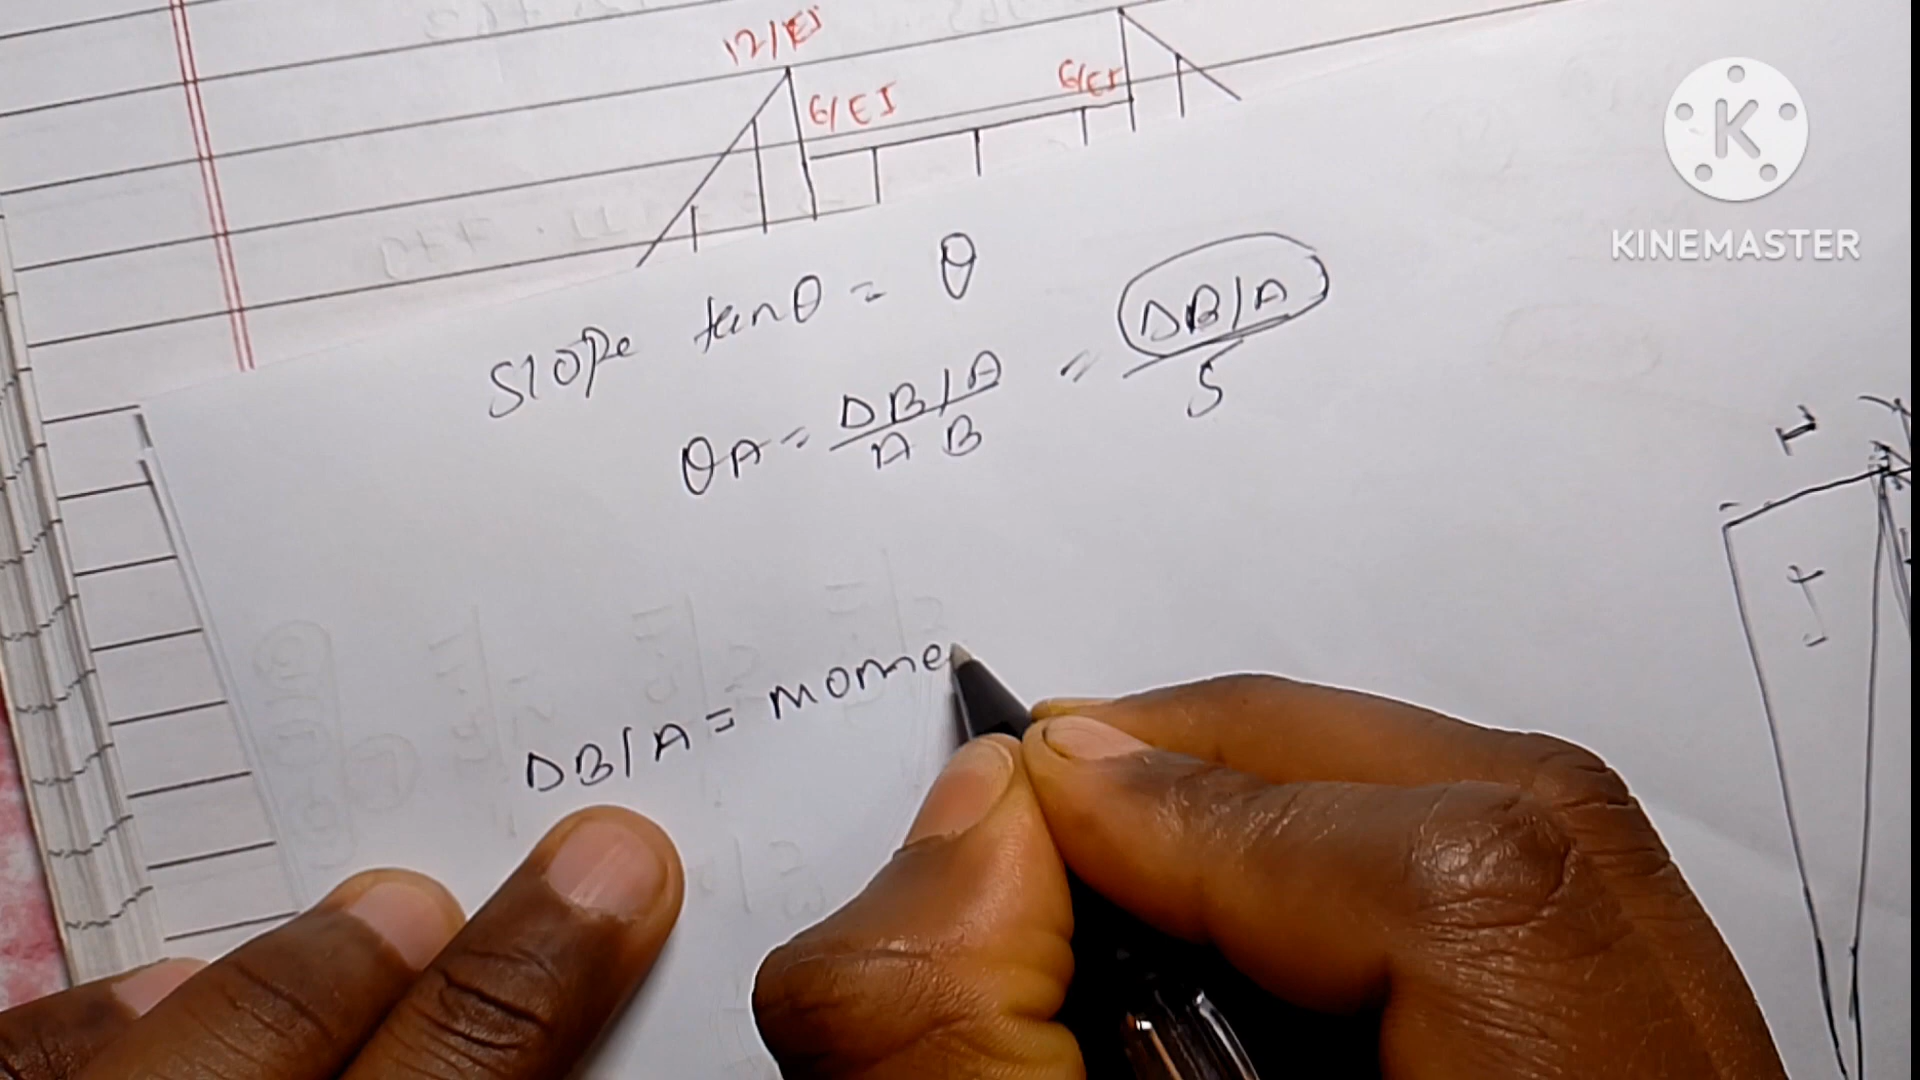 12/EI
6/EI 6/EI
K
KINEMASTER
slope tanθ = θ
θA = ΔB/A / AB = ΔB/A / 5
ΔB/A = mome